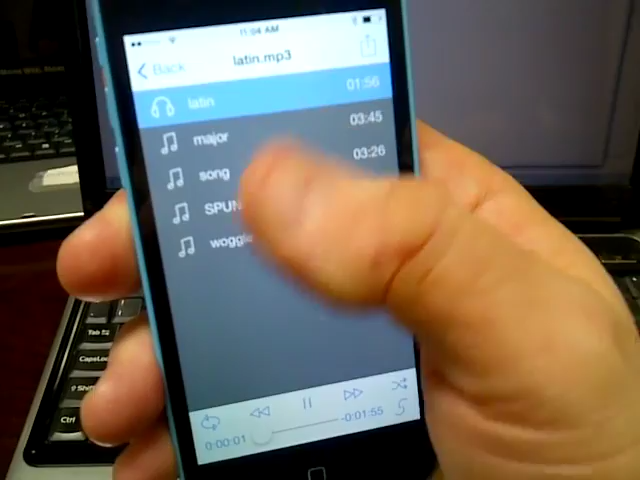 11:04 AM
Back
latin.mp3
latin 01:56
major 03:45
song 03:26
SPUN
woggle
0:00:01 -0:01:55
Tab
CapsLock
Shift
Ctrl